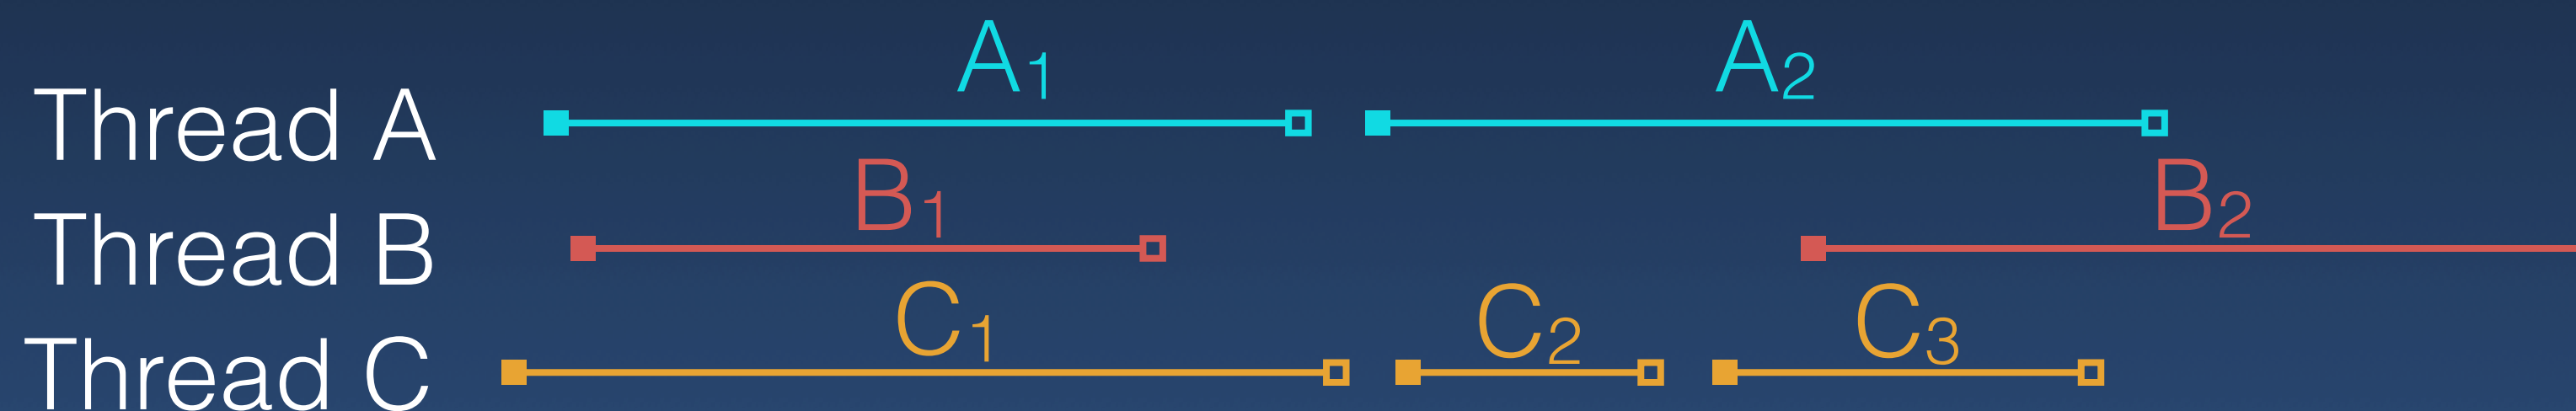 A1 A2
Thread A
B1 B2
Thread B
C1 C2 C3
Thread C